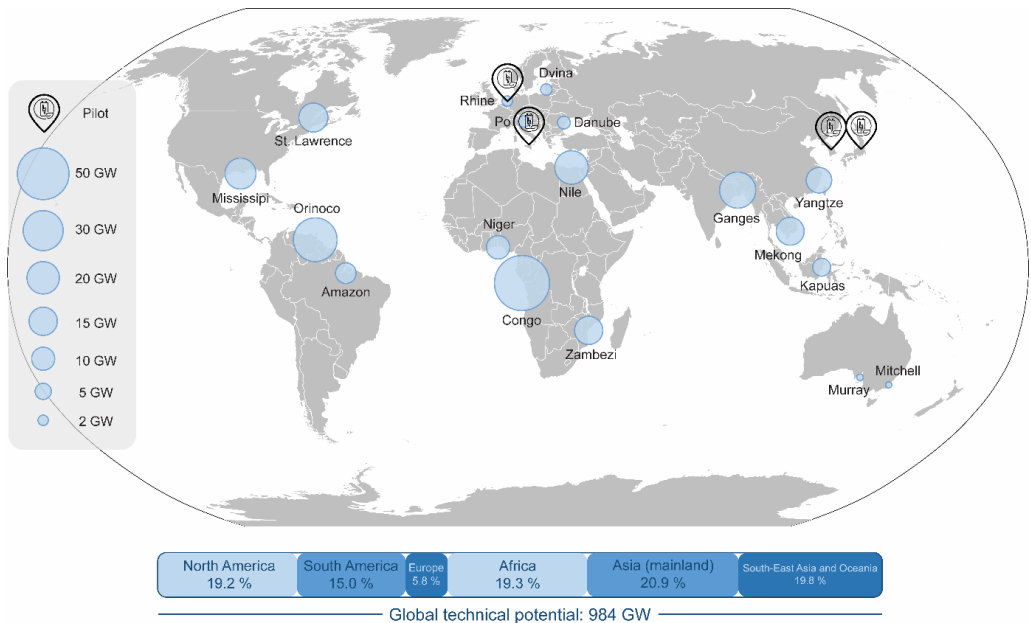 Pilot
50 GW
30 GW
20 GW
15 GW
10 GW
5 GW
2 GW
Dvina
Rhine
Po
Danube
St. Lawrence
Mississipi
Nile
Ganges
Yangtze
Orinoco
Niger
Mekong
Amazon
Kapuas
Congo
Zambezi
Mitchell
Murray
North America
19.2 %
South America
15.0 %
Europe
5.8 %
Africa
19.3 %
Asia (mainland)
20.9 %
South-East Asia and Oceania
19.8 %
Global technical potential: 984 GW